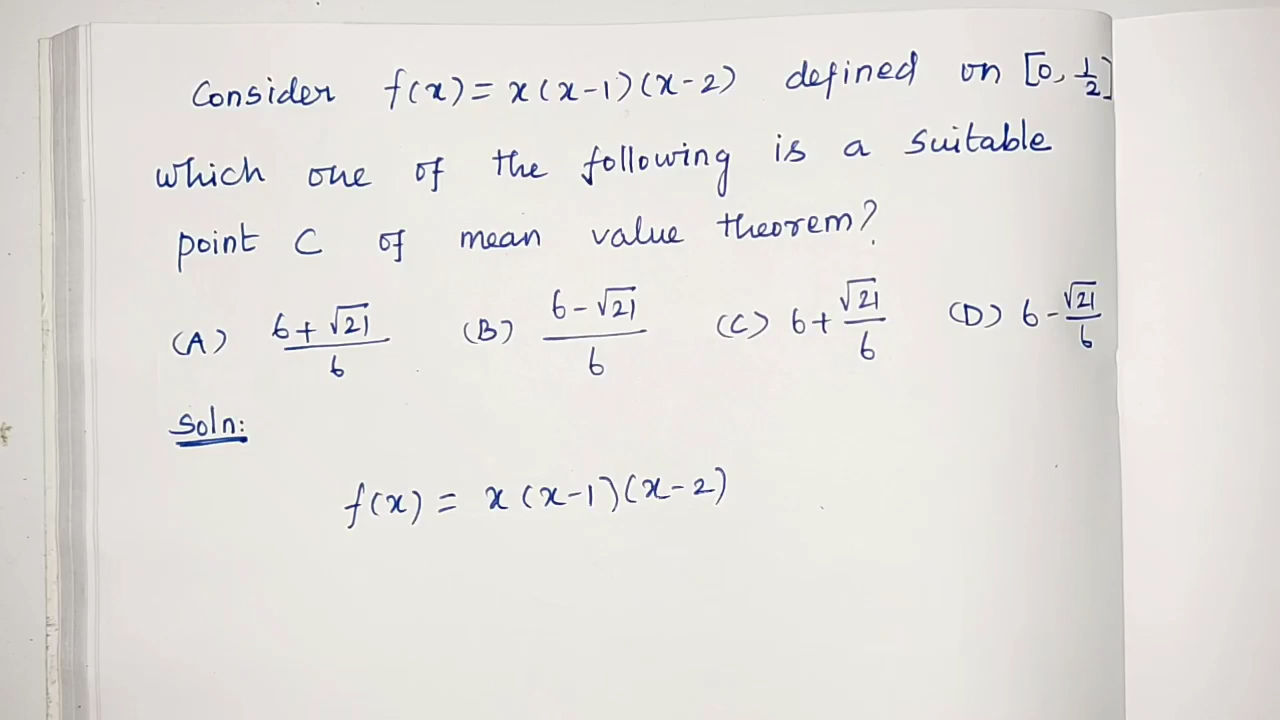 Consider f(x) = x(x-1)(x-2) defined on [0, 1/2]
which one of the following is a suitable
point C of mean value theorem?
(A) (6+√21)/6 (B) (6-√21)/6 (C) 6+√21/6 (D) 6-√21/6
Soln:
f(x) = x(x-1)(x-2)